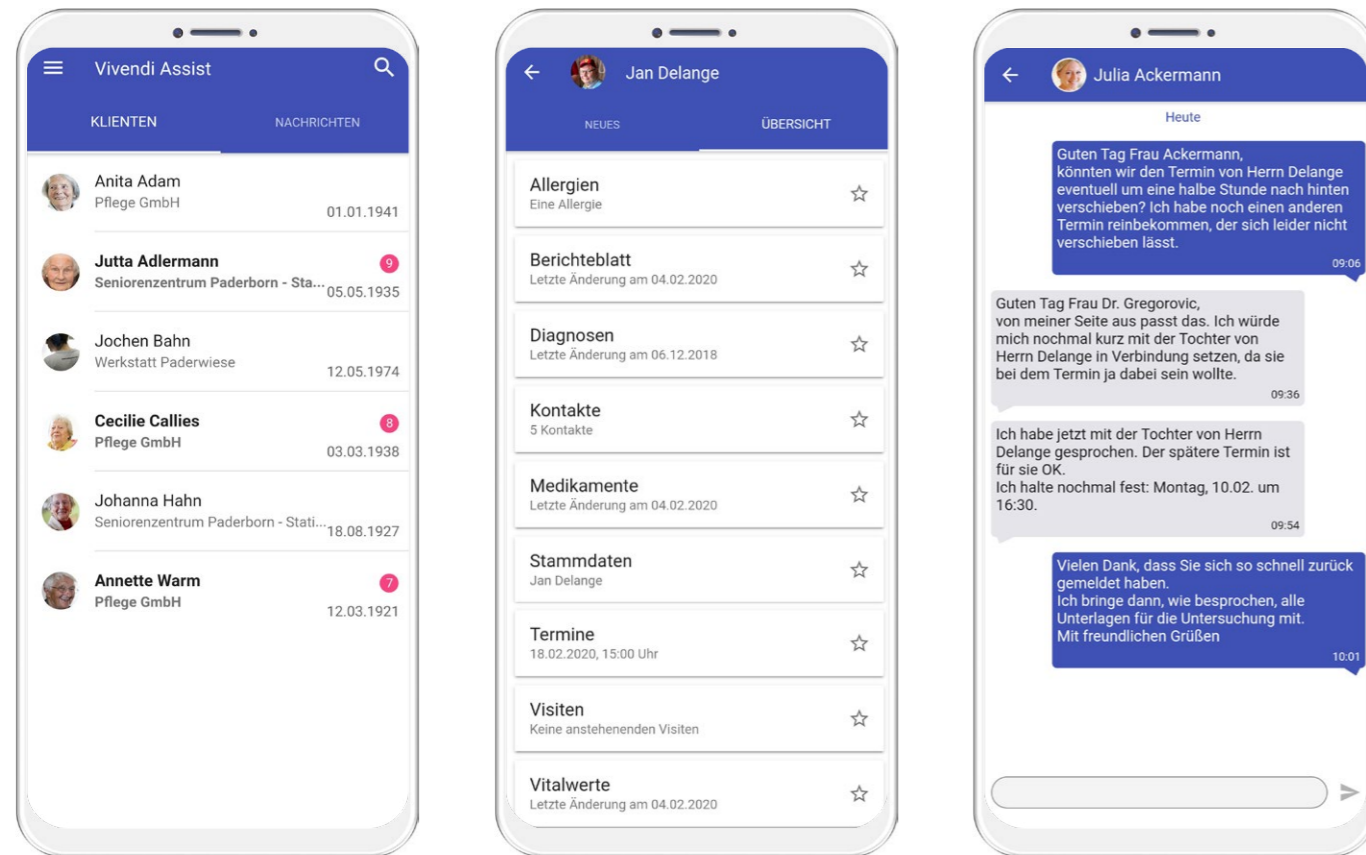 Vivendi Assist
KLIENTEN NACHRICHTEN
Anita Adam
Pflege GmbH
01.01.1941
Jutta Adlermann
9
Seniorenzentrum Paderborn - Sta...
05.05.1935
Jochen Bahn
Werkstatt Paderwiese
12.05.1974
Cecilie Callies
8
Pflege GmbH
03.03.1938
Johanna Hahn
Seniorenzentrum Paderborn - Stati...
18.08.1927
Annette Warm
7
Pflege GmbH
12.03.1921
Jan Delange
NEUES ÜBERSICHT
Allergien
Eine Allergie
Berichteblatt
Letzte Änderung am 04.02.2020
Diagnosen
Letzte Änderung am 06.12.2018
Kontakte
5 Kontakte
Medikamente
Letzte Änderung am 04.02.2020
Stammdaten
Jan Delange
Termine
18.02.2020, 15:00 Uhr
Visiten
Keine anstehenenden Visiten
Vitalwerte
Letzte Änderung am 04.02.2020
Julia Ackermann
Heute
Guten Tag Frau Ackermann,
könnten wir den Termin von Herrn Delange
eventuell um eine halbe Stunde nach hinten
verschieben? Ich habe noch einen anderen
Termin reinbekommen, der sich leider nicht
verschieben lässt.
09:06
Guten Tag Frau Dr. Gregorovic,
von meiner Seite aus passt das. Ich würde
mich nochmal kurz mit der Tochter von
Herrn Delange in Verbindung setzen, da sie
bei dem Termin ja dabei sein wollte.
09:36
Ich habe jetzt mit der Tochter von Herrn
Delange gesprochen. Der spätere Termin ist
für sie OK.
Ich halte nochmal fest: Montag, 10.02. um
16:30.
09:54
Vielen Dank, dass Sie sich so schnell zurück
gemeldet haben.
Ich bringe dann, wie besprochen, alle
Unterlagen für die Untersuchung mit.
Mit freundlichen Grüßen
10:01